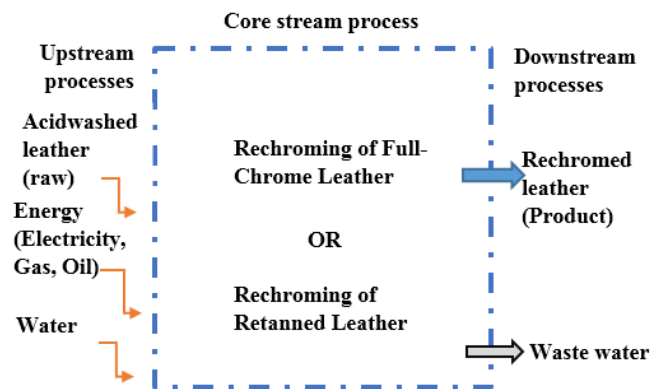 Core stream process
Upstream
processes
Acidwashed
leather
(raw)
Energy
(Electricity,
Gas, Oil)
Water
Rechroming of Full-
Chrome Leather
OR
Rechroming of
Retanned Leather
Downstream
processes
Rechromed
leather
(Product)
Waste water